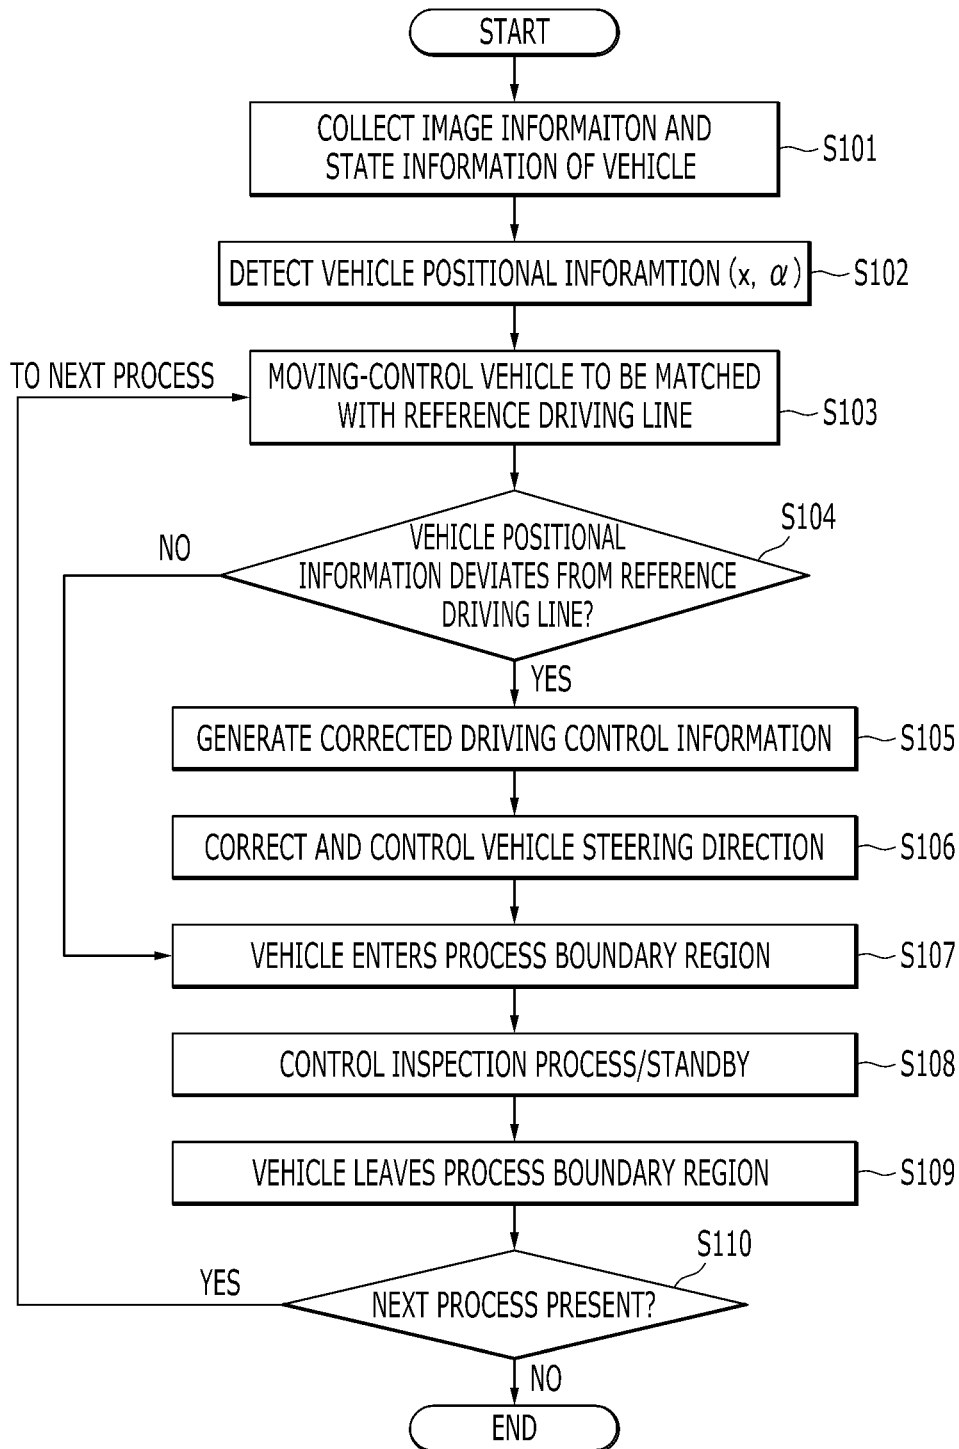 START
COLLECT IMAGE INFORMAITON AND
STATE INFORMATION OF VEHICLE
S101
DETECT VEHICLE POSITIONAL INFORAMTION (x, α)
S102
TO NEXT PROCESS
MOVING-CONTROL VEHICLE TO BE MATCHED
WITH REFERENCE DRIVING LINE
S103
S104
NO
VEHICLE POSITIONAL
INFORMATION DEVIATES FROM REFERENCE
DRIVING LINE?
YES
GENERATE CORRECTED DRIVING CONTROL INFORMATION
S105
CORRECT AND CONTROL VEHICLE STEERING DIRECTION
S106
VEHICLE ENTERS PROCESS BOUNDARY REGION
S107
CONTROL INSPECTION PROCESS/STANDBY
S108
VEHICLE LEAVES PROCESS BOUNDARY REGION
S109
S110
YES
NEXT PROCESS PRESENT?
NO
END